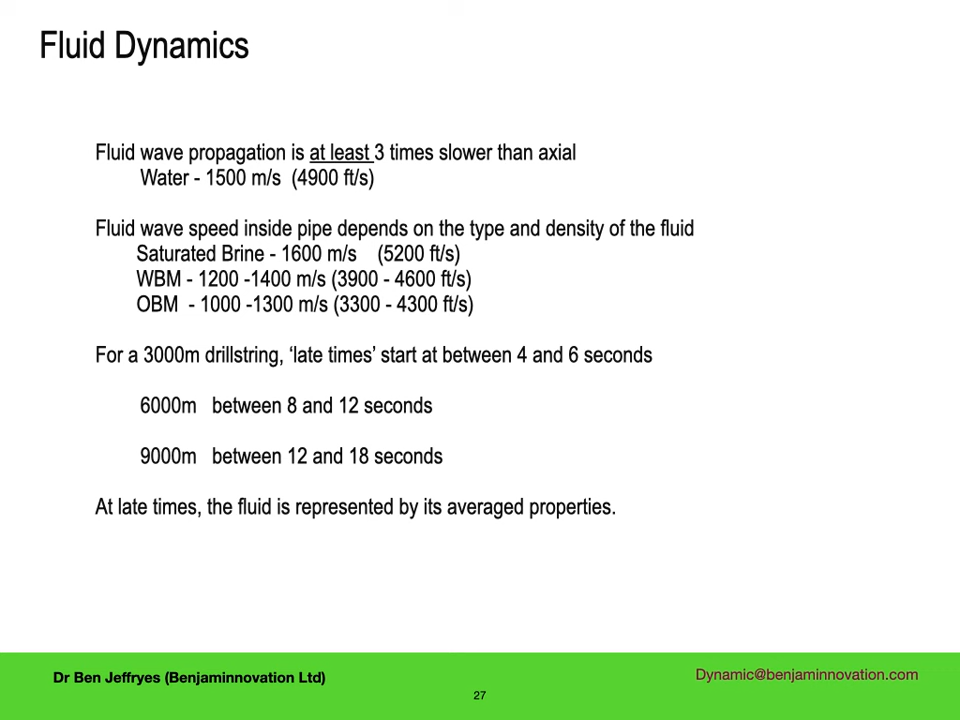 Fluid Dynamics
Fluid wave propagation is at least 3 times slower than axial
Water - 1500 m/s (4900 ft/s)
Fluid wave speed inside pipe depends on the type and density of the fluid
Saturated Brine - 1600 m/s (5200 ft/s)
WBM - 1200 -1400 m/s (3900 - 4600 ft/s)
OBM - 1000 -1300 m/s (3300 - 4300 ft/s)
For a 3000m drillstring, ‘late times’ start at between 4 and 6 seconds
6000m between 8 and 12 seconds
9000m between 12 and 18 seconds
At late times, the fluid is represented by its averaged properties.
Dr Ben Jeffryes (Benjaminnovation Ltd)
Dynamic@benjaminnovation.com
27